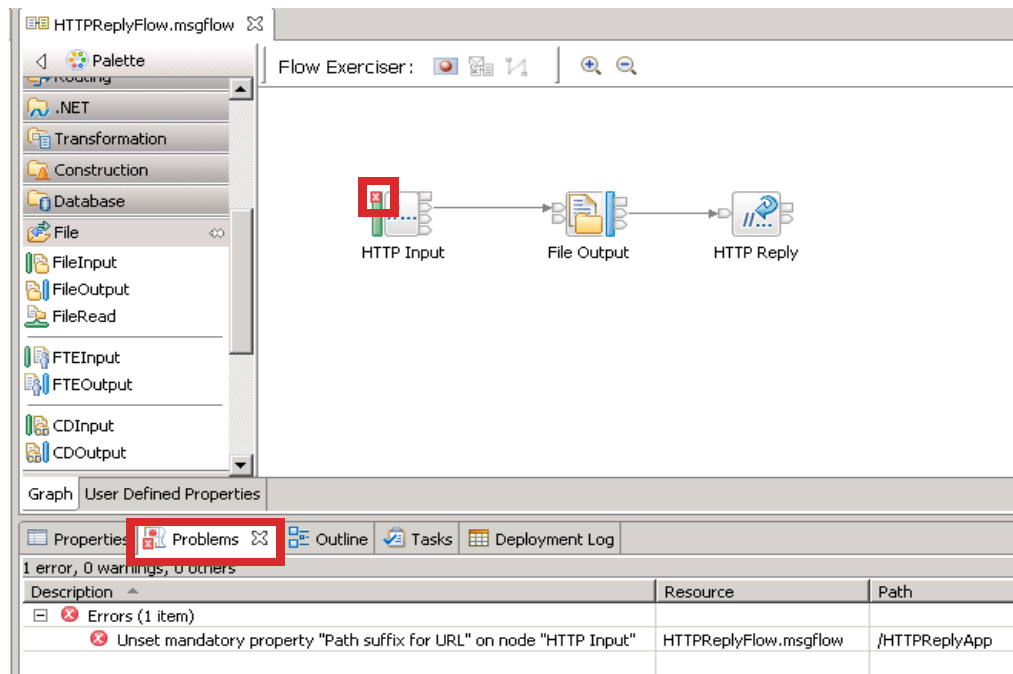 HTTPReplyFlow.msgflow
Palette
Flow Exerciser:
Routing
.NET
Transformation
Construction
Database
File
FileInput
FileOutput
FileRead
FTEInput
FTEOutput
CDInput
CDOutput
HTTP Input
File Output
HTTP Reply
Graph
User Defined Properties
Properties
Problems
Outline
Tasks
Deployment Log
1 error, 0 warnings, 0 others
Description
Resource
Path
Errors (1 item)
Unset mandatory property "Path suffix for URL" on node "HTTP Input"
HTTPReplyFlow.msgflow
/HTTPReplyApp